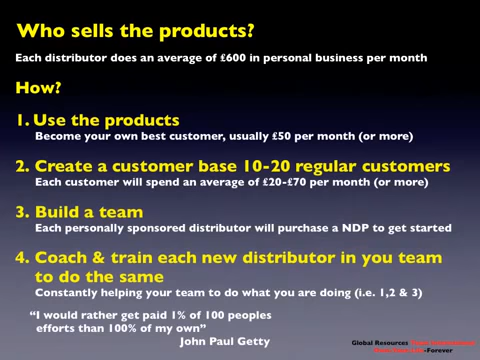 Who sells the products?
Each distributor does an average of £600 in personal business per month
How?
1. Use the products
Become your own best customer, usually £50 per month (or more)
2. Create a customer base 10-20 regular customers
Each customer will spend an average of £20-£70 per month (or more)
3. Build a team
Each personally sponsored distributor will purchase a NDP to get started
4. Coach & train each new distributor in you team
to do the same
Constantly helping your team to do what you are doing (i.e. 1,2 & 3)
“I would rather get paid 1% of 100 peoples
efforts than 100% of my own”
John Paul Getty
Global Resources
-Forever